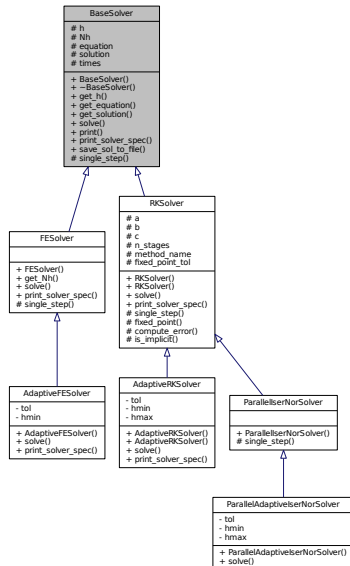 BaseSolver
# h
# Nh
# equation
# solution
# times
+ BaseSolver()
+ ~BaseSolver()
+ get_h()
+ get_equation()
+ get_solution()
+ solve()
+ print()
+ print_solver_spec()
+ save_sol_to_file()
# single_step()
FESolver
+ FESolver()
+ get_Nh()
+ solve()
+ print_solver_spec()
# single_step()
RKSolver
# a
# b
# c
# n_stages
# method_name
# fixed_point_tol
+ RKSolver()
+ RKSolver()
+ solve()
+ print_solver_spec()
# single_step()
# fixed_point()
# compute_error()
# is_implicit()
AdaptiveFESolver
- tol
- hmin
+ AdaptiveFESolver()
+ solve()
+ print_solver_spec()
AdaptiveRKSolver
- tol
- hmin
- hmax
+ AdaptiveRKSolver()
+ AdaptiveRKSolver()
+ solve()
+ print_solver_spec()
ParallelIserNorSolver
+ ParallelIserNorSolver()
# single_step()
ParallelAdaptiveIserNorSolver
- tol
- hmin
- hmax
+ ParallelAdaptiveIserNorSolver()
+ solve()